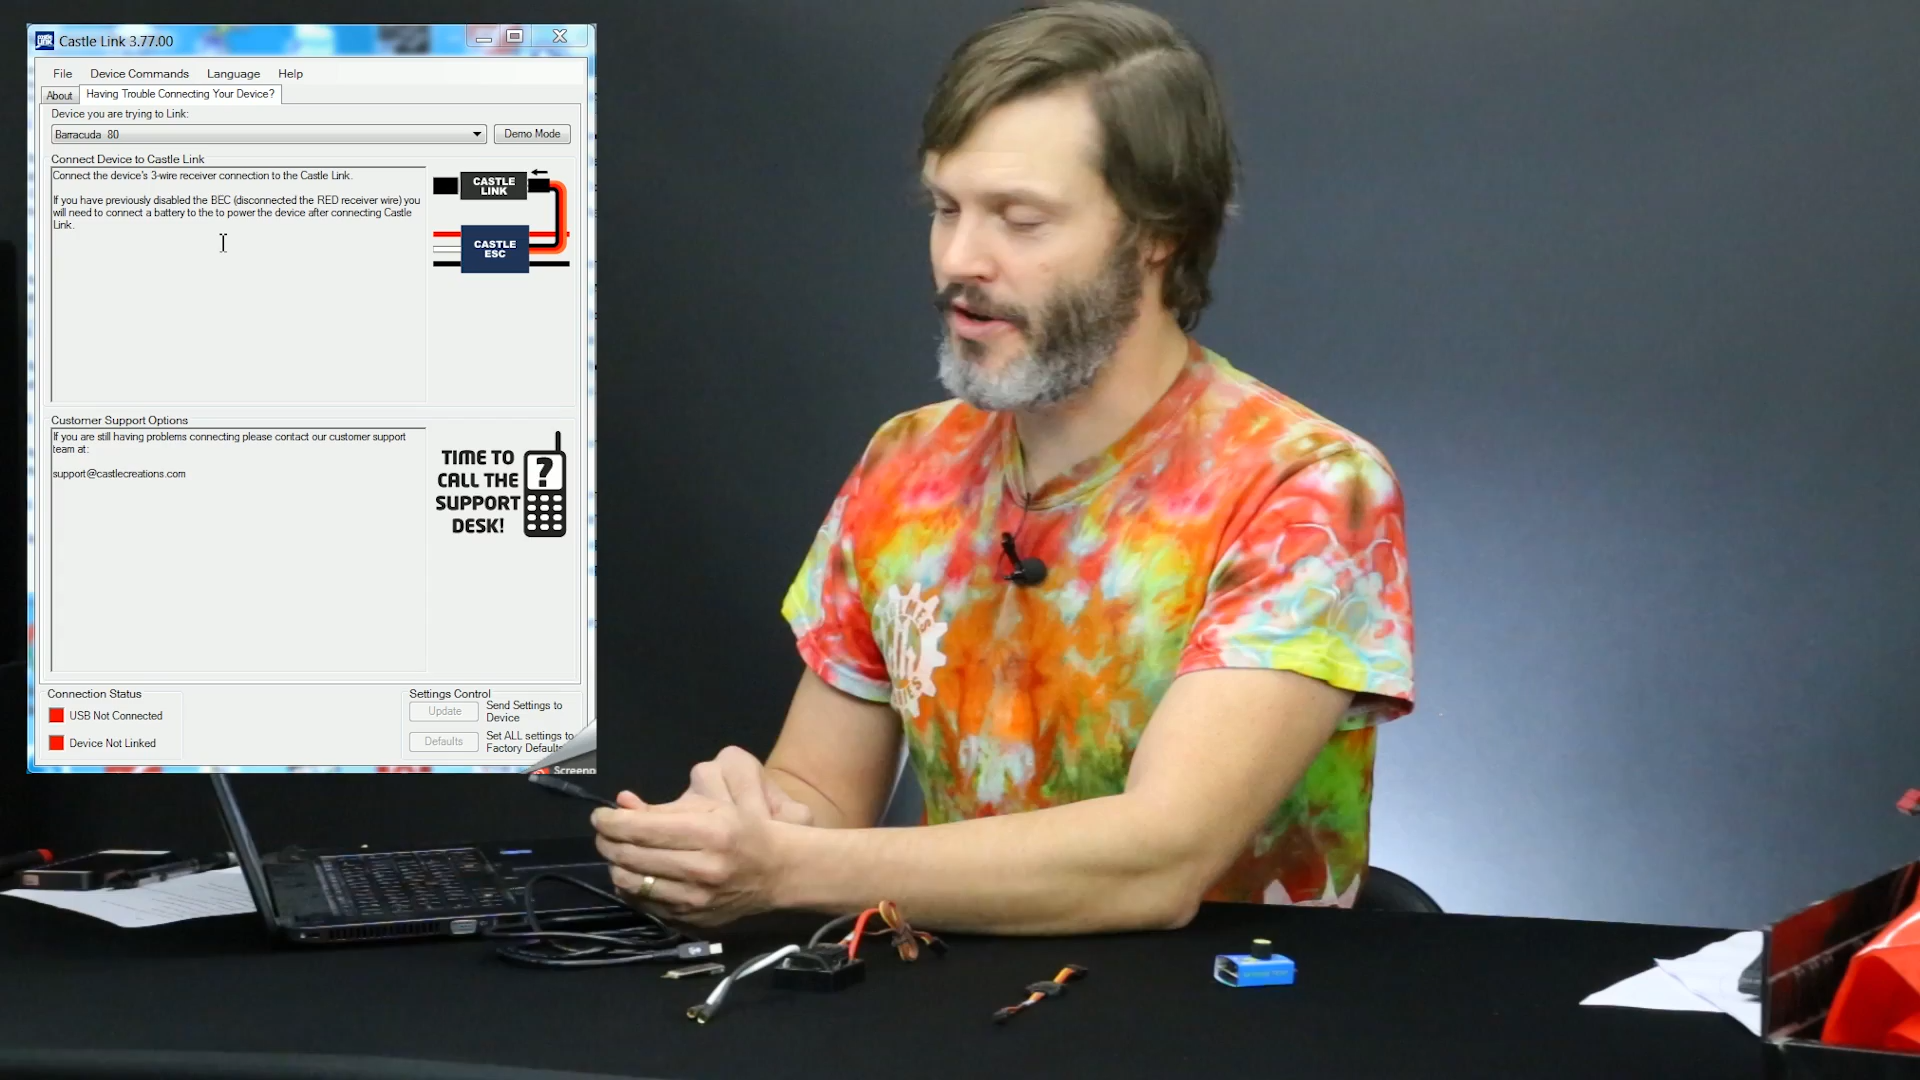 Castle Link 3.77.00
File Device Commands Language Help
About Having Trouble Connecting Your Device?
Device you are trying to Link:
Barracuda 80 Demo Mode
Connect Device to Castle Link
Connect the device's 3-wire receiver connection to the Castle Link.
If you have previously disabled the BEC (disconnected the RED receiver wire) you
will need to connect a battery to the to power the device after connecting Castle
Link.
CASTLE
LINK
CASTLE
ESC
Customer Support Options
If you are still having problems connecting please contact our customer support
team at:
support@castlecreations.com
TIME TO
CALL THE
SUPPORT
DESK!
?
Connection Status
USB Not Connected
Device Not Linked
Settings Control
Update Send Settings to
Device
Defaults Set ALL settings to
Factory Defaults